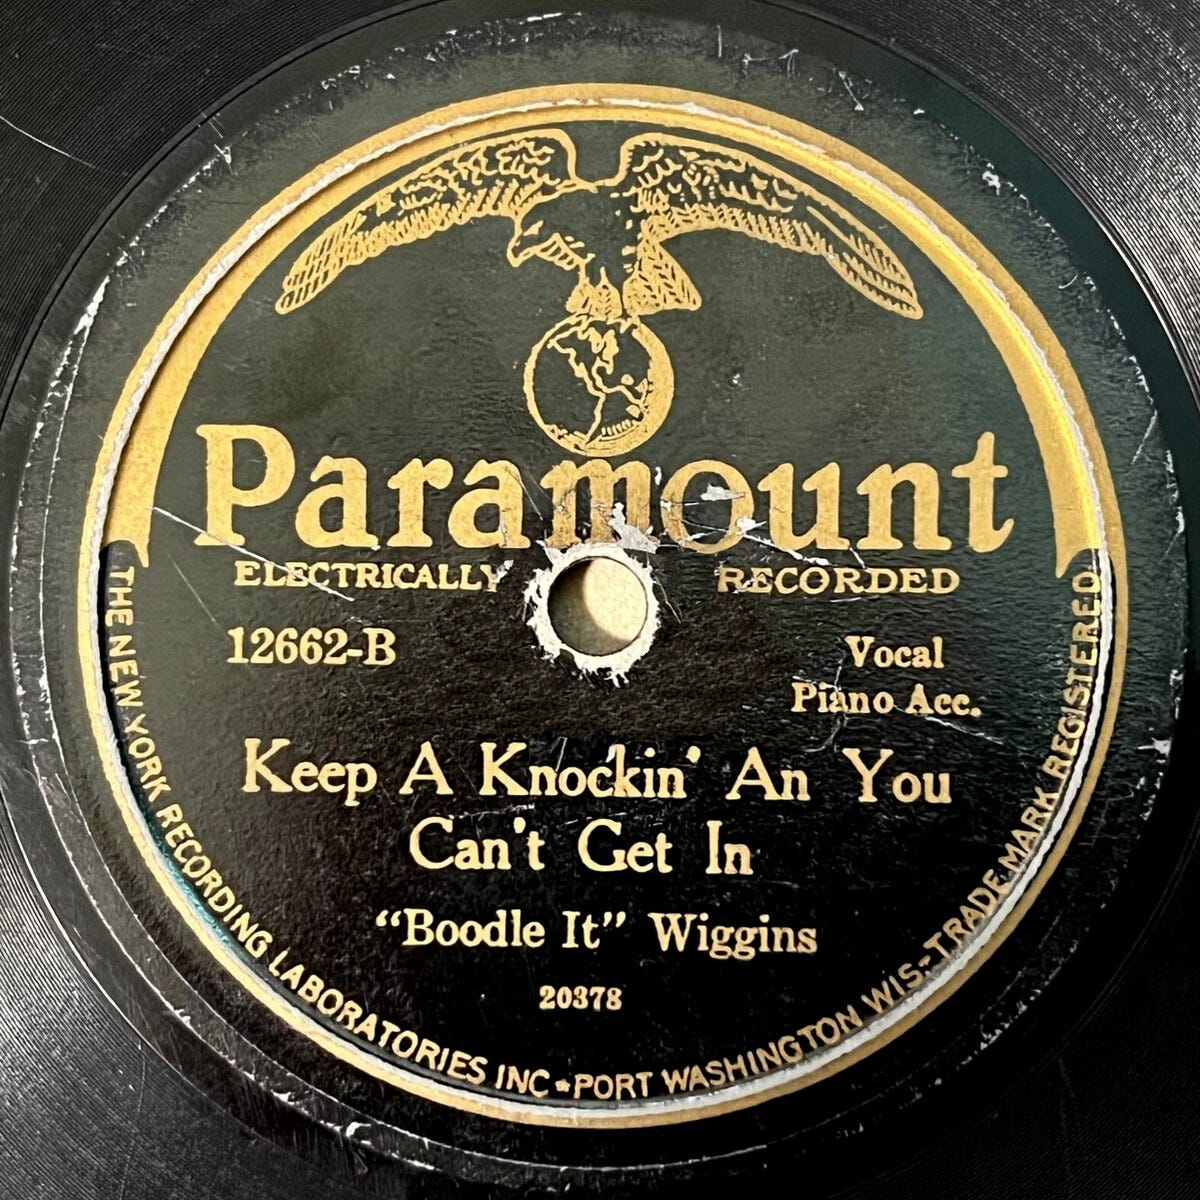 Paramount
ELECTRICALLY RECORDED
12662-B
Vocal
Piano Acc.
Keep A Knockin' An You
Can't Get In
"Boodle It" Wiggins
20378
THE NEW YORK RECORDING LABORATORIES INC★PORT WASHINGTON WIS-TRADE MARK REGISTERED